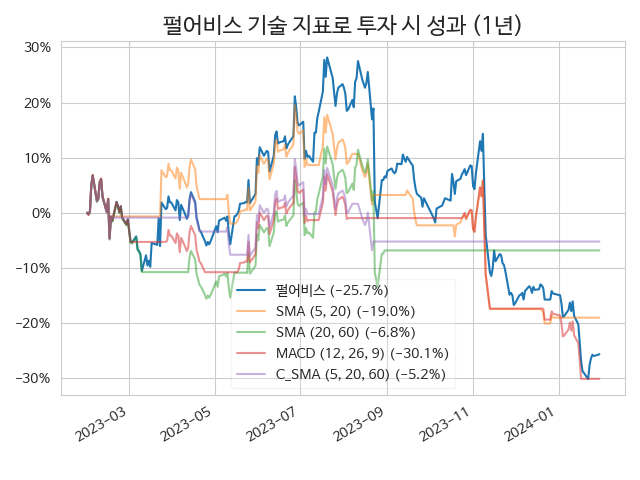 펄어비스 기술 지표로 투자 시 성과 (1년)
30%
20%
10%
0%
−10%
−20%
−30%
펄어비스 (−25.7%)
SMA (5, 20) (−19.0%)
SMA (20, 60) (−6.8%)
MACD (12, 26, 9) (−30.1%)
C_SMA (5, 20, 60) (−5.2%)
2023−03
2023−05
2023−07
2023−09
2023−11
2024−01